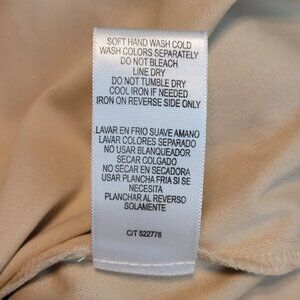 SOFT HAND WASH COLD
WASH COLORS SEPARATELY
DO NOT BLEACH
LINE DRY
DO NOT TUMBLE DRY
COOL IRON IF NEEDED
IRON ON REVERSE SIDE ONLY
LAVAR EN FRIO SUAVE AMANO
LAVAR COLORES SEPARADO
NO USAR BLANQUEADOR
SECAR COLGADO
NO SECAR EN SECADORA
USAR PLANCHA FRIA SI SE
NECESITA
PLANCHAR AL REVERSO
SOLAMENTE
C/T 522778